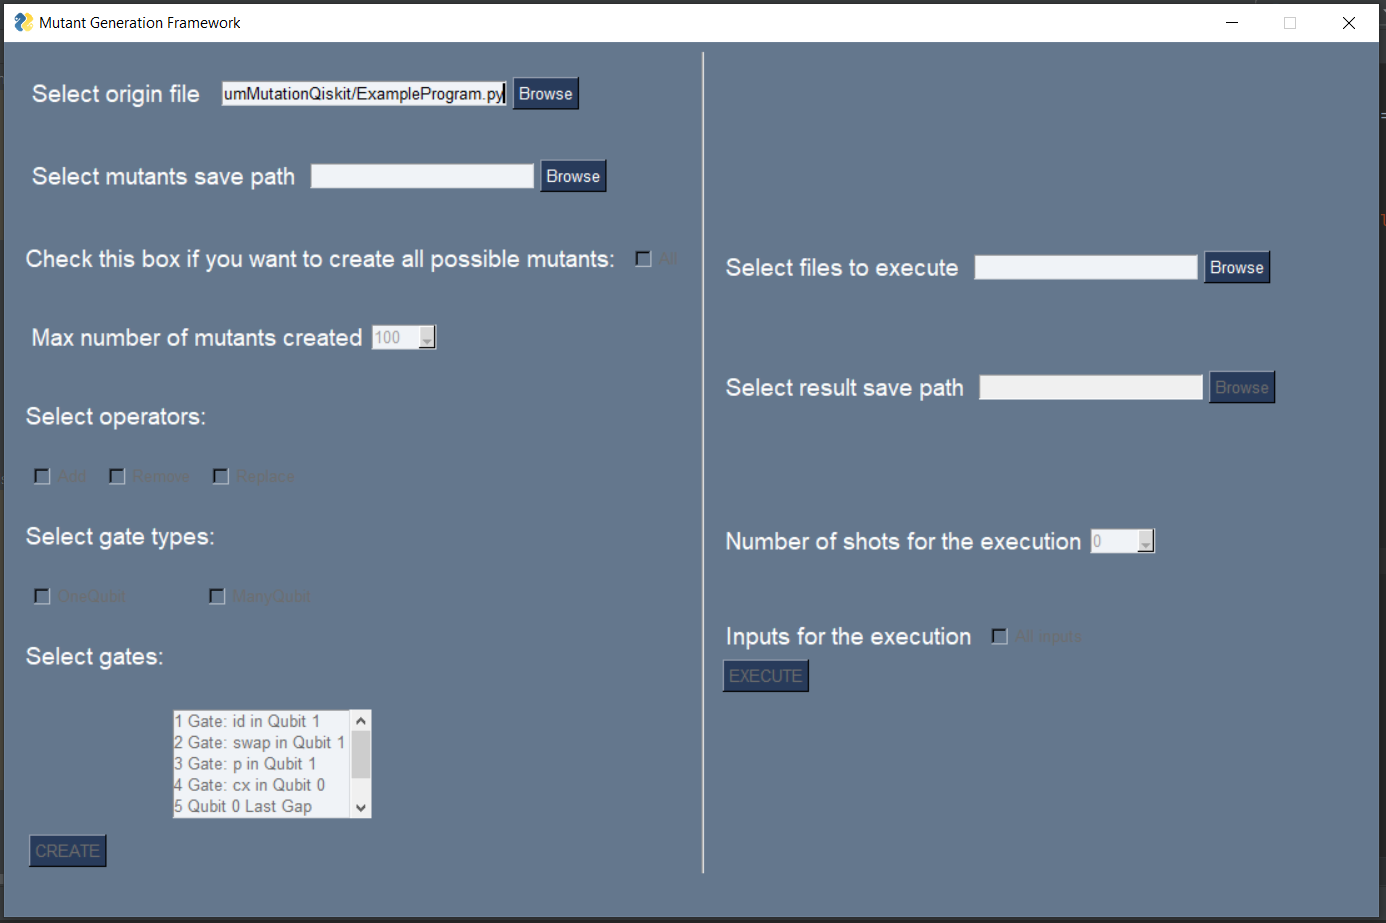 Mutant Generation Framework
Select origin file umMutationQiskit/ExampleProgram.py Browse
Select mutants save path Browse
Check this box if you want to create all possible mutants: All
Max number of mutants created 100
Select operators:
Add Remove Replace
Select gate types:
OneQubit ManyQubit
Select gates:
1 Gate: id in Qubit 1
2 Gate: swap in Qubit 1
3 Gate: p in Qubit 1
4 Gate: cx in Qubit 0
5 Qubit 0 Last Gap
CREATE
Select files to execute Browse
Select result save path Browse
Number of shots for the execution 0
Inputs for the execution All inputs
EXECUTE